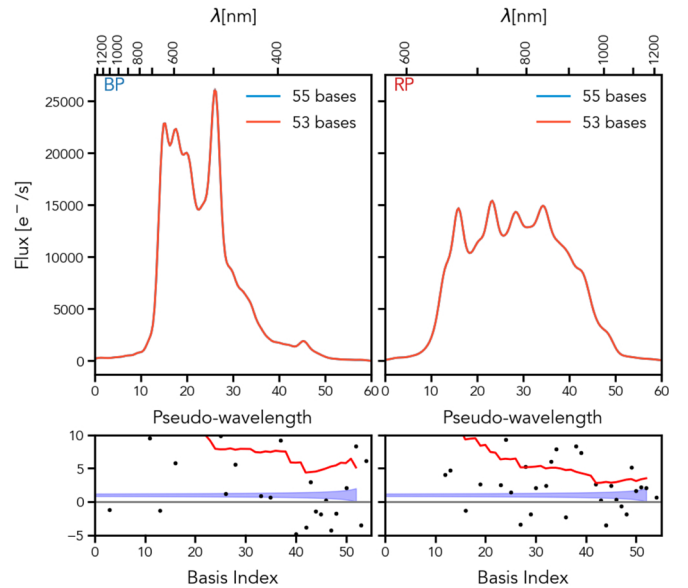 λ[nm] λ[nm]
1200 1000 800 600 400 600 800 1000 1200
BP RP
55 bases 55 bases
53 bases 53 bases
25000
20000
15000
10000
5000
0
Flux [e⁻/s]
0 10 20 30 40 50 60 0 10 20 30 40 50 60
Pseudo-wavelength Pseudo-wavelength
10
5
0
−5
0 10 20 30 40 50 0 10 20 30 40 50
Basis Index Basis Index